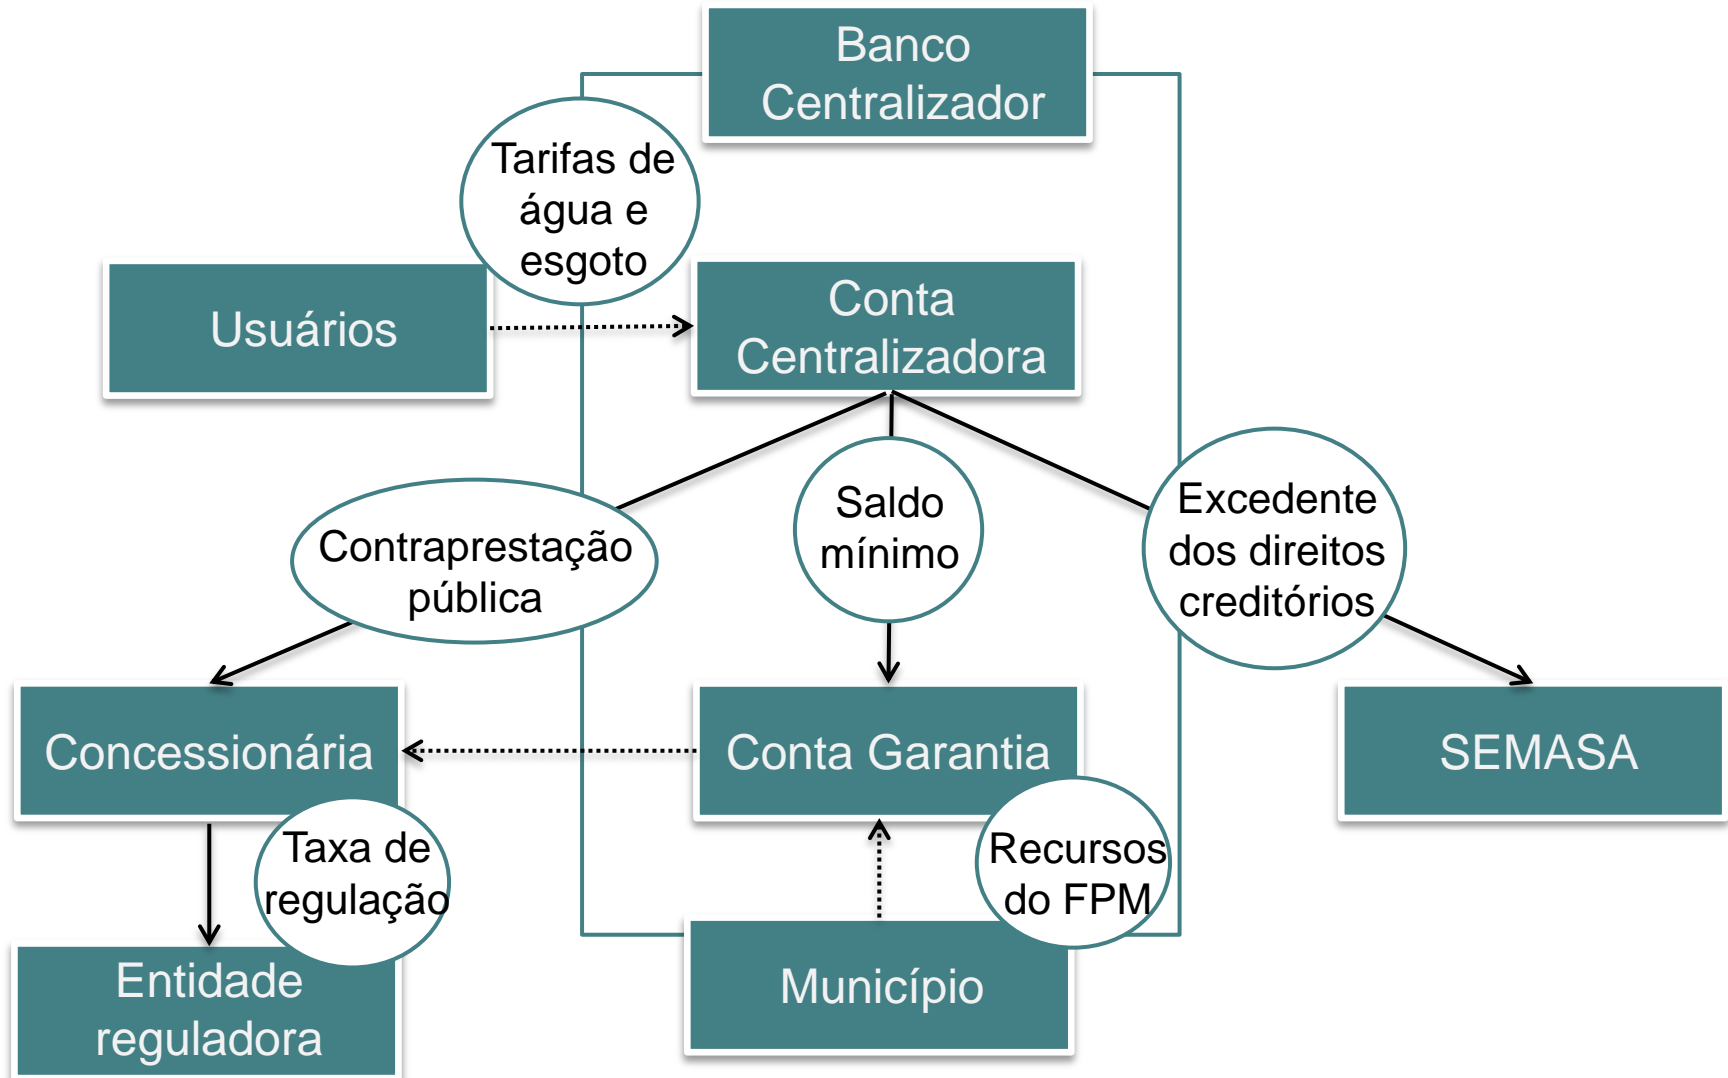 Banco
Centralizador
Tarifas de
água e
esgoto
Usuários
Conta
Centralizadora
Contraprestação
pública
Saldo
mínimo
Excedente
dos direitos
creditórios
Concessionária
Conta Garantia
SEMASA
Taxa de
regulação
Recursos
do FPM
Entidade
reguladora
Município